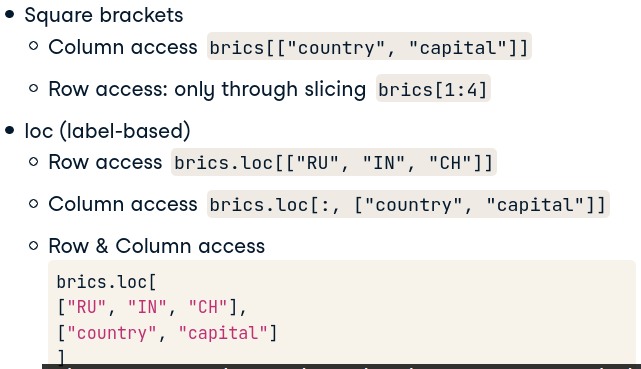 Square brackets
Column access brics[["country", "capital"]]
Row access: only through slicing brics[1:4]
loc (label-based)
Row access brics.loc[["RU", "IN", "CH"]]
Column access brics.loc[:, ["country", "capital"]]
Row & Column access
brics.loc[
["RU", "IN", "CH"],
["country", "capital"]
]